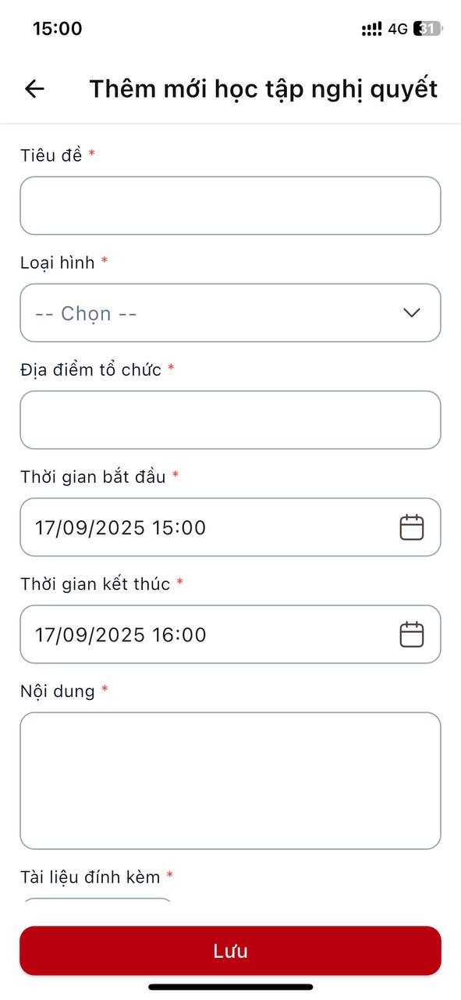 15:00 4G 31
Thêm mới học tập nghị quyết
Tiêu đề *
Loại hình *
-- Chọn --
Địa điểm tổ chức *
Thời gian bắt đầu *
17/09/2025 15:00
Thời gian kết thúc *
17/09/2025 16:00
Nội dung *
Tài liệu đính kèm *
Lưu